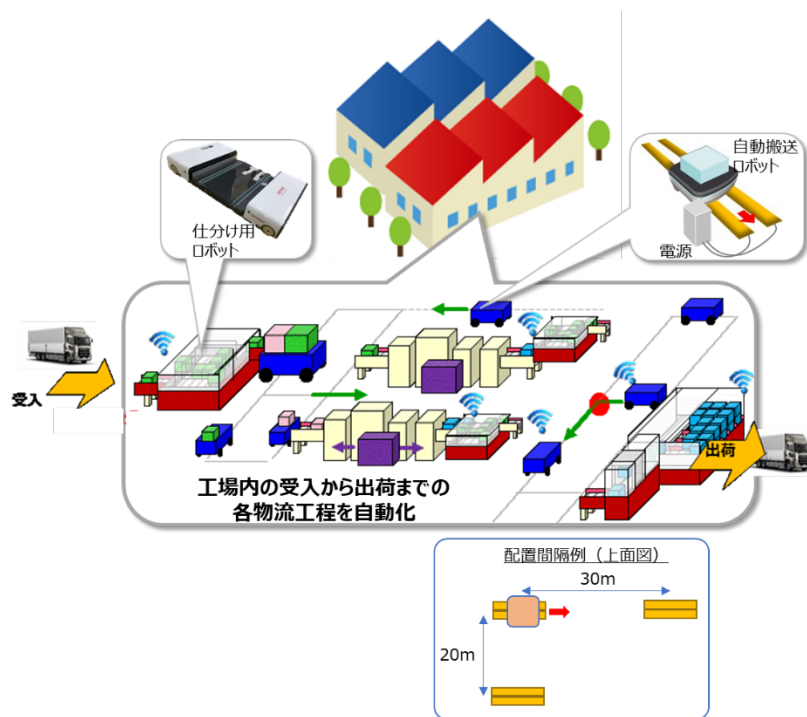 自動搬送
ロボット
電源
仕分け用
ロボット
受入
出荷
工場内の受入から出荷までの
各物流工程を自動化
配置間隔例（上面図）
30m
20m